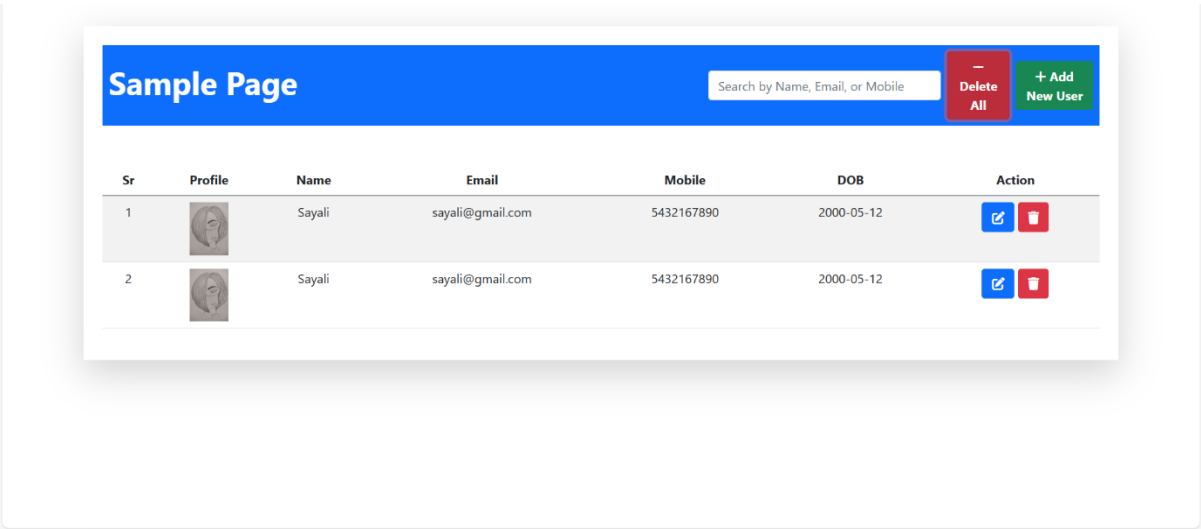 Sample Page
Search by Name, Email, or Mobile
Delete
All
+ Add
New User
Sr Profile Name Email Mobile DOB Action
1 Sayali sayali@gmail.com 5432167890 2000-05-12
2 Sayali sayali@gmail.com 5432167890 2000-05-12